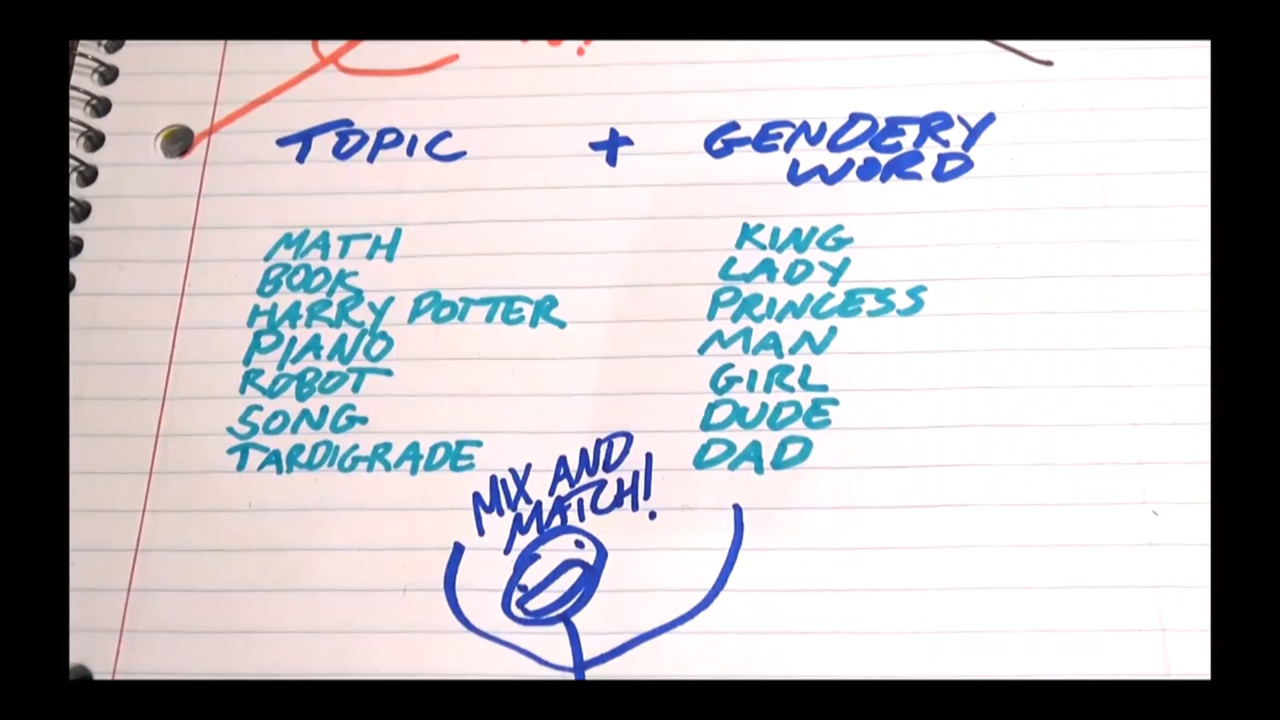 TOPIC + GENDERY
WORD
MATH KING
BOOK LADY
HARRY POTTER PRINCESS
PIANO MAN
ROBOT GIRL
SONG DUDE
TARDIGRADE DAD
MIX AND
MATCH!